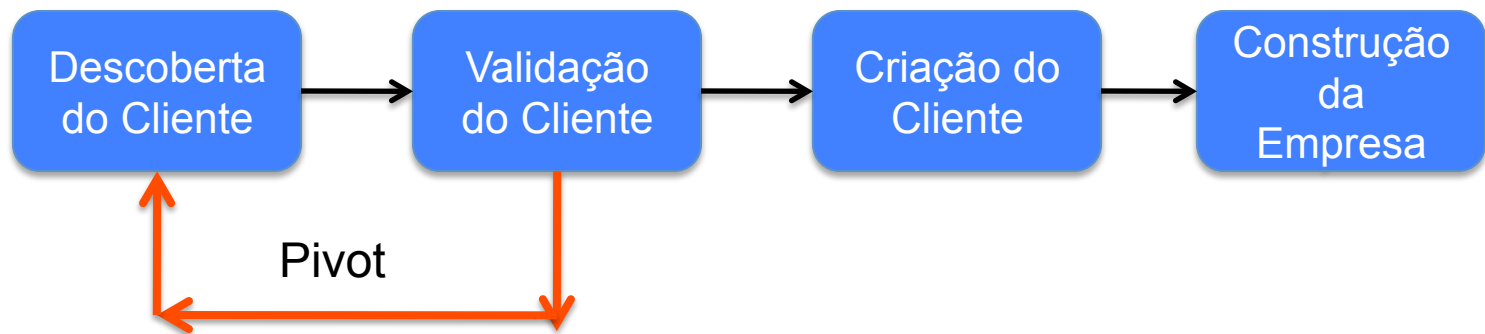 Descoberta
do Cliente
Validação
do Cliente
Criação do
Cliente
Construção
da
Empresa
Pivot